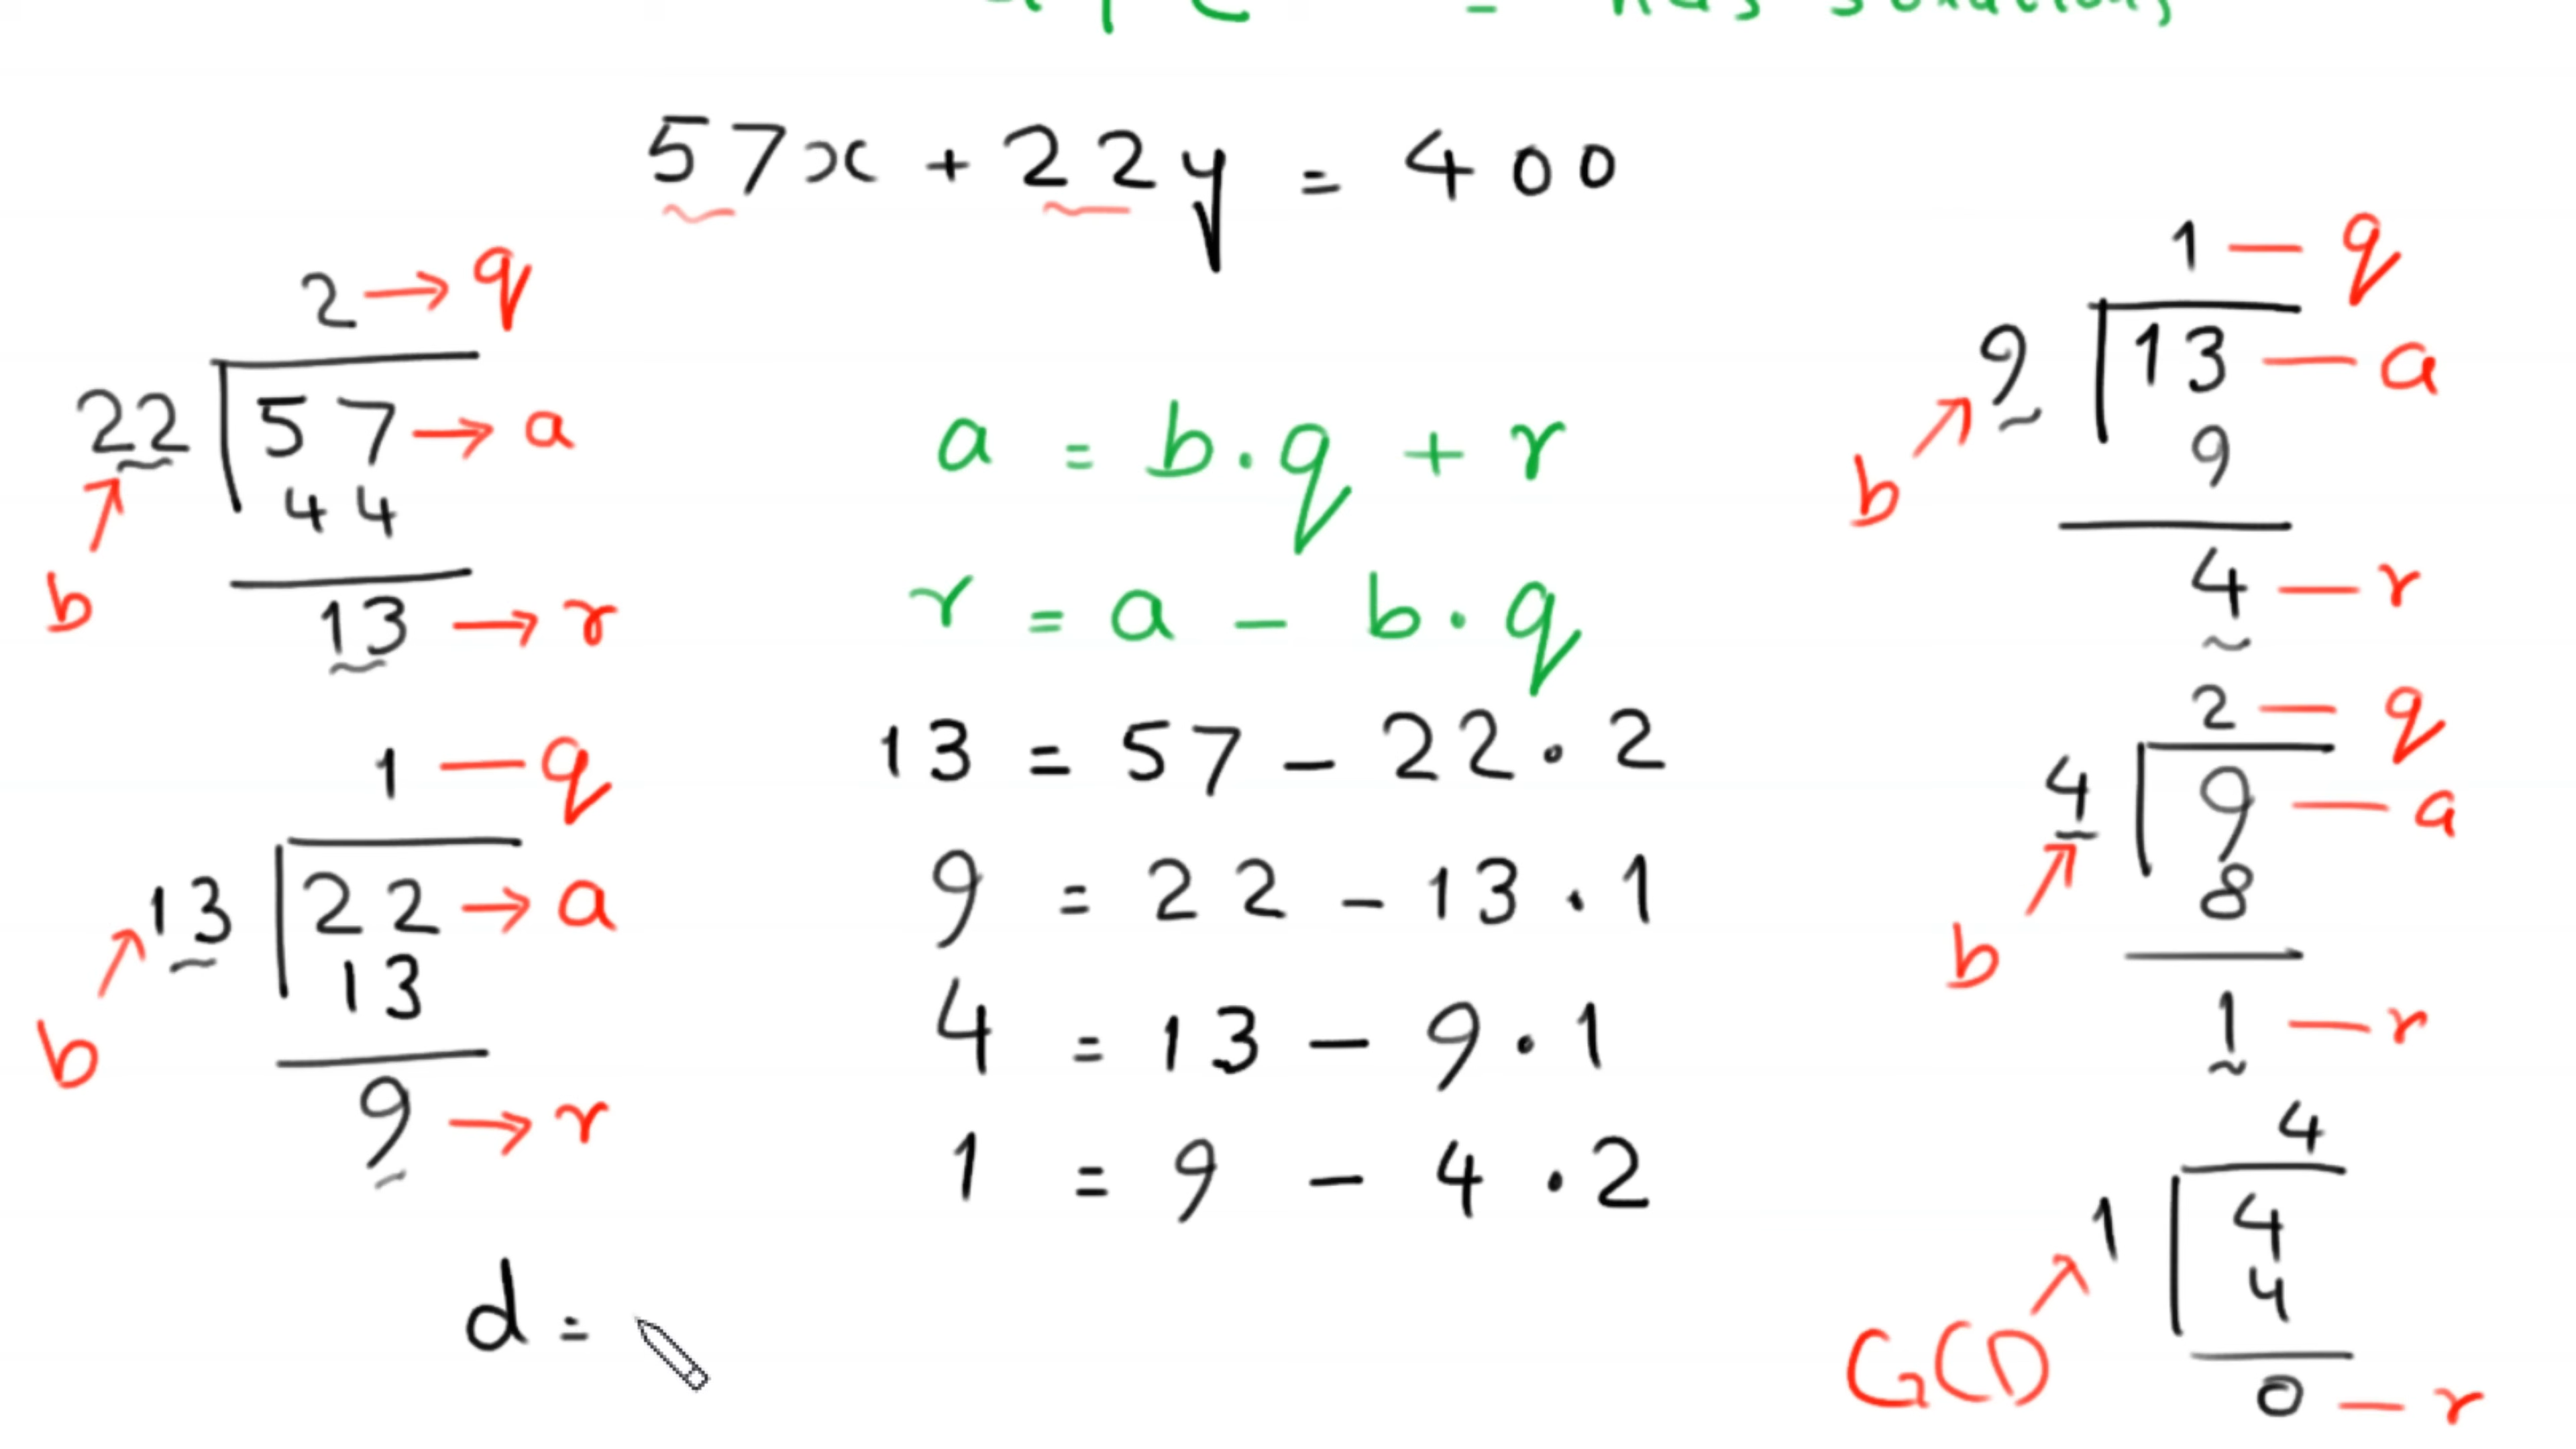 57x + 22y = 400
2 → q
22 57 → a
44
13 → r
b
1 — q
13 22 → a
13
b
9 → r
a = b · q + r
r = a - b · q
13 = 57 - 22 · 2
9 = 22 - 13 · 1
4 = 13 - 9 · 1
1 = 9 - 4 · 2
d =
1 — q
9 13 — a
b
9
4 — r
2 — q
4 9 — a
8
b
1 — r
4
1 4
4
GCD
0 — r